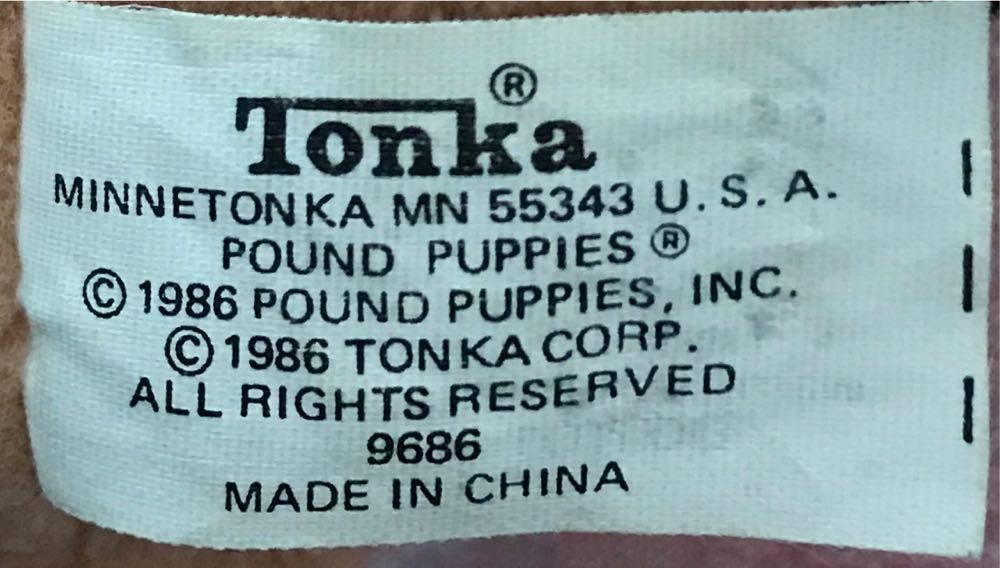 Tonka®
MINNETONKA MN 55343 U.S.A.
POUND PUPPIES ®
© 1986 POUND PUPPIES, INC.
© 1986 TONKA CORP.
ALL RIGHTS RESERVED
9686
MADE IN CHINA